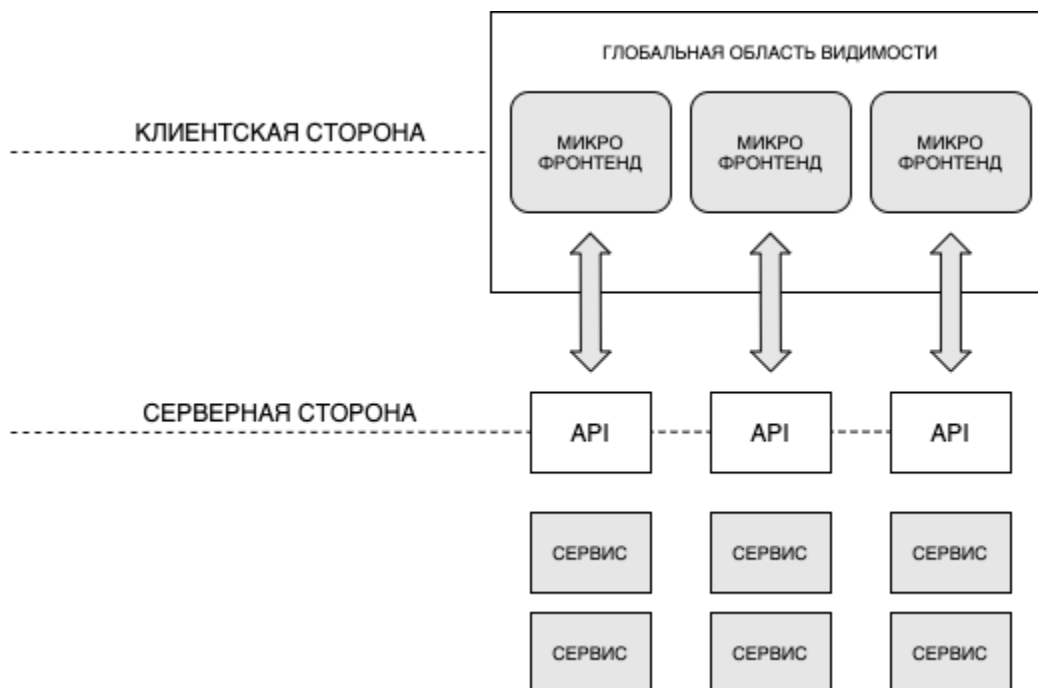 ГЛОБАЛЬНАЯ ОБЛАСТЬ ВИДИМОСТИ
КЛИЕНТСКАЯ СТОРОНА
МИКРО
ФРОНТЕНД
МИКРО
ФРОНТЕНД
МИКРО
ФРОНТЕНД
СЕРВЕРНАЯ СТОРОНА
API
API
API
СЕРВИС
СЕРВИС
СЕРВИС
СЕРВИС
СЕРВИС
СЕРВИС